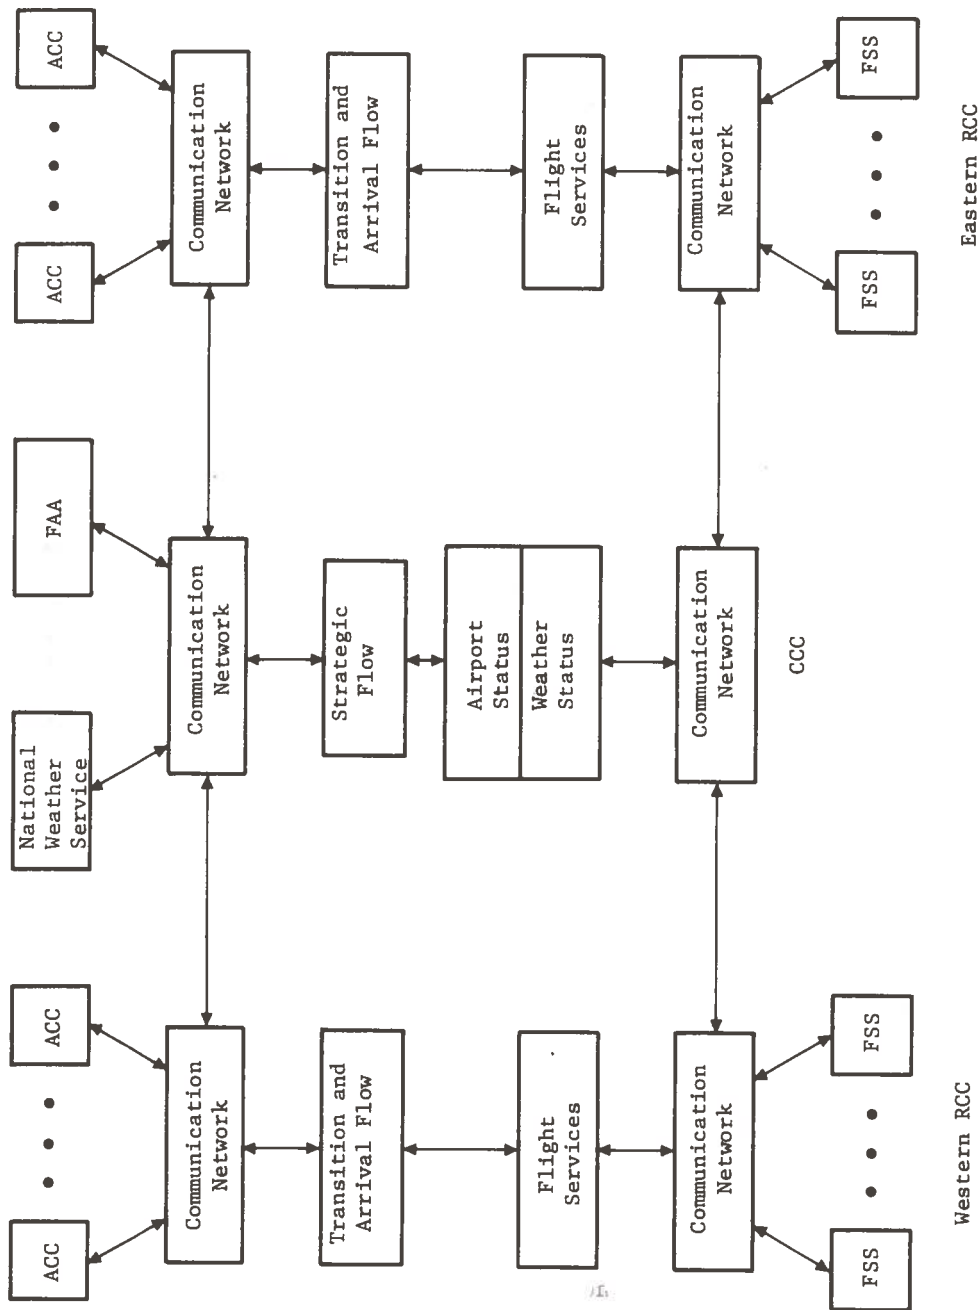 ACC
ACC
National
Weather
Service
FAA
ACC
ACC
Communication
Network
Communication
Network
Communication
Network
Transition and
Arrival Flow
Strategic
Flow
Transition and
Arrival Flow
Flight
Services
Airport
Status
Weather
Status
Flight
Services
Communication
Network
Communication
Network
Communication
Network
FSS
FSS
CCC
FSS
FSS
Western RCC
Eastern RCC